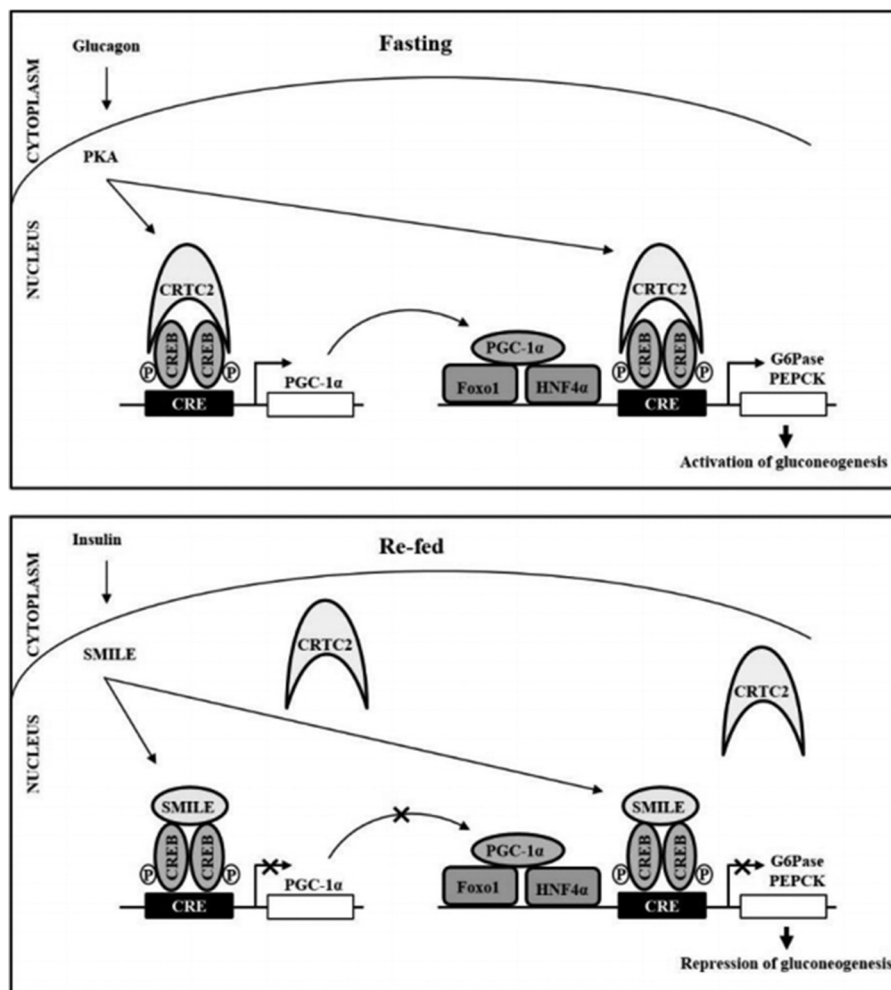 Glucagon
Fasting
CYTOPLASM
PKA
NUCLEUS
CRTC2
CRTC2
CREB
CREB
CREB
CREB
P
P
P
P
PGC-1α
PGC-1α
Foxo1
HNF4α
G6Pase
PEPCK
CRE
CRE
Activation of gluconeogenesis
Insulin
Re-fed
CYTOPLASM
SMILE
NUCLEUS
CRTC2
CRTC2
SMILE
SMILE
CREB
CREB
CREB
CREB
P
P
P
P
PGC-1α
PGC-1α
Foxo1
HNF4α
G6Pase
PEPCK
CRE
CRE
Repression of gluconeogenesis